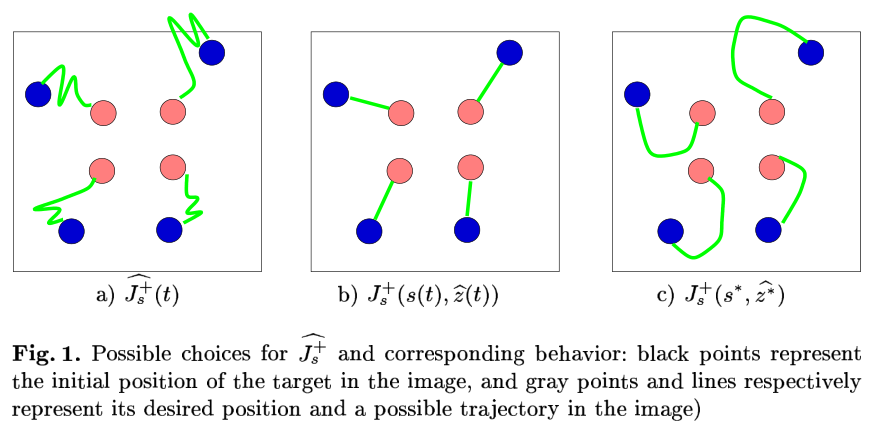 a) $\widehat{J_s^+}(t)$ b) $J_s^+(s(t), \widehat{z}(t))$ c) $J_s^+(s^*, \widehat{z^*})$
Fig. 1. Possible choices for $\widehat{J_s^+}$ and corresponding behavior: black points represent
the initial position of the target in the image, and gray points and lines respectively
represent its desired position and a possible trajectory in the image)